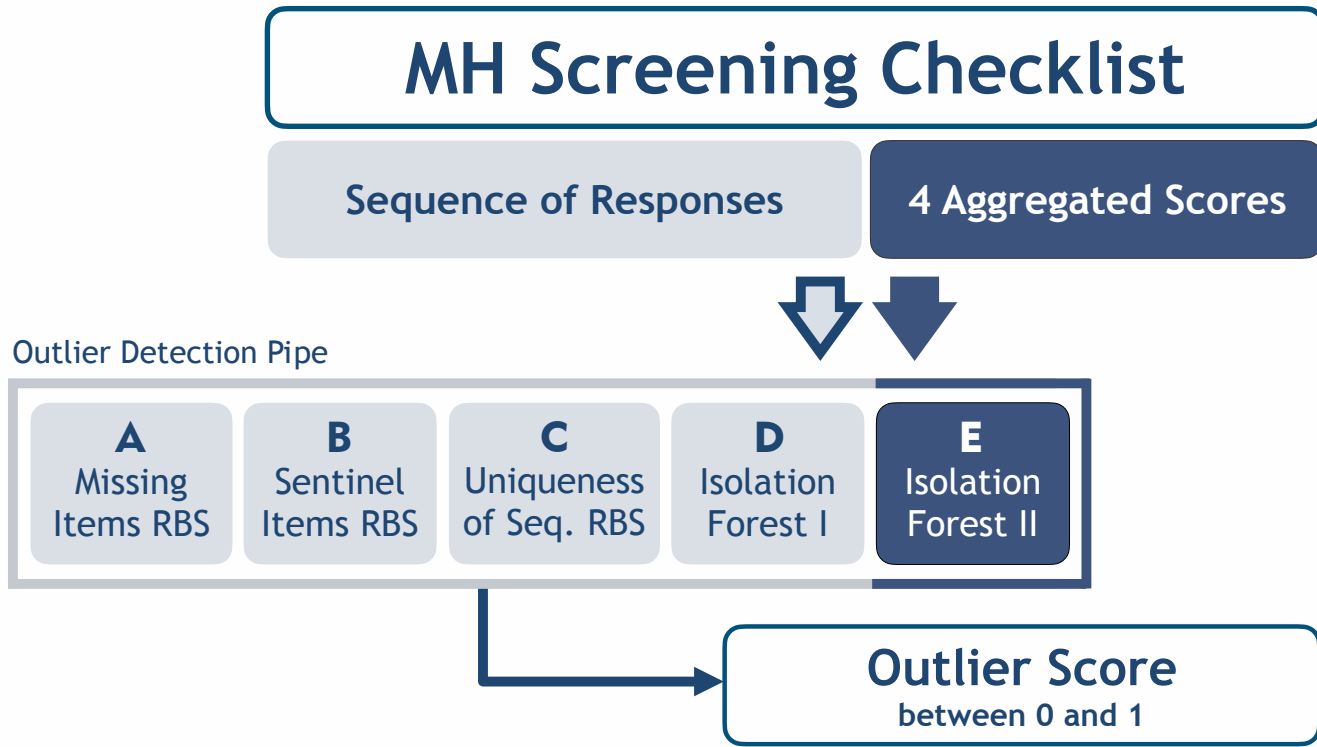 MH Screening Checklist
Sequence of Responses
4 Aggregated Scores
Outlier Detection Pipe
A
Missing
Items RBS
B
Sentinel
Items RBS
C
Uniqueness
of Seq. RBS
D
Isolation
Forest I
E
Isolation
Forest II
Outlier Score
between 0 and 1